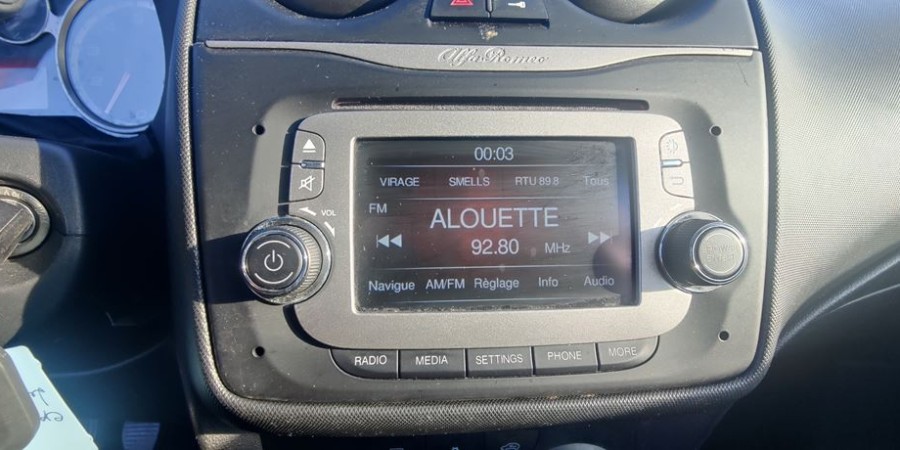 Alfa Romeo
00:03
VIRAGE SMELLS RTU 89.8 Tous
FM
VOL
ALOUETTE
92.80 MHz
Navigue AM/FM Réglage Info Audio
RADIO MEDIA SETTINGS PHONE MORE